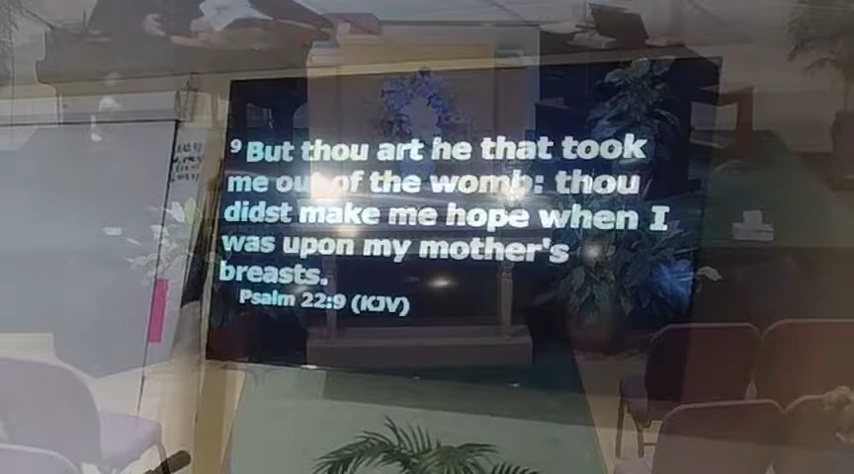 9 But thou art he that took
me out of the womb: thou
didst make me hope when I
was upon my mother's
breasts.
Psalm 22:9 (KJV)